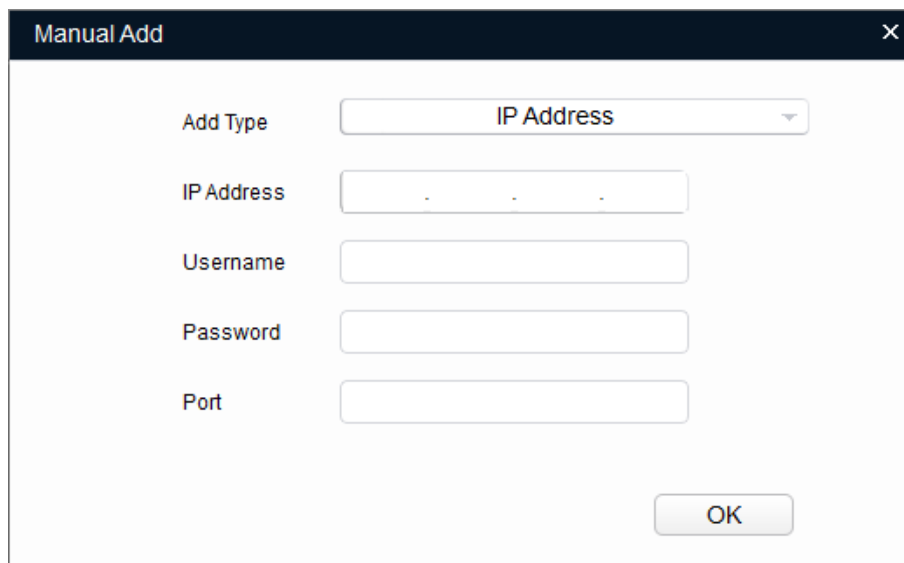 Manual Add
Add Type IP Address
IP Address . . .
Username
Password
Port
OK